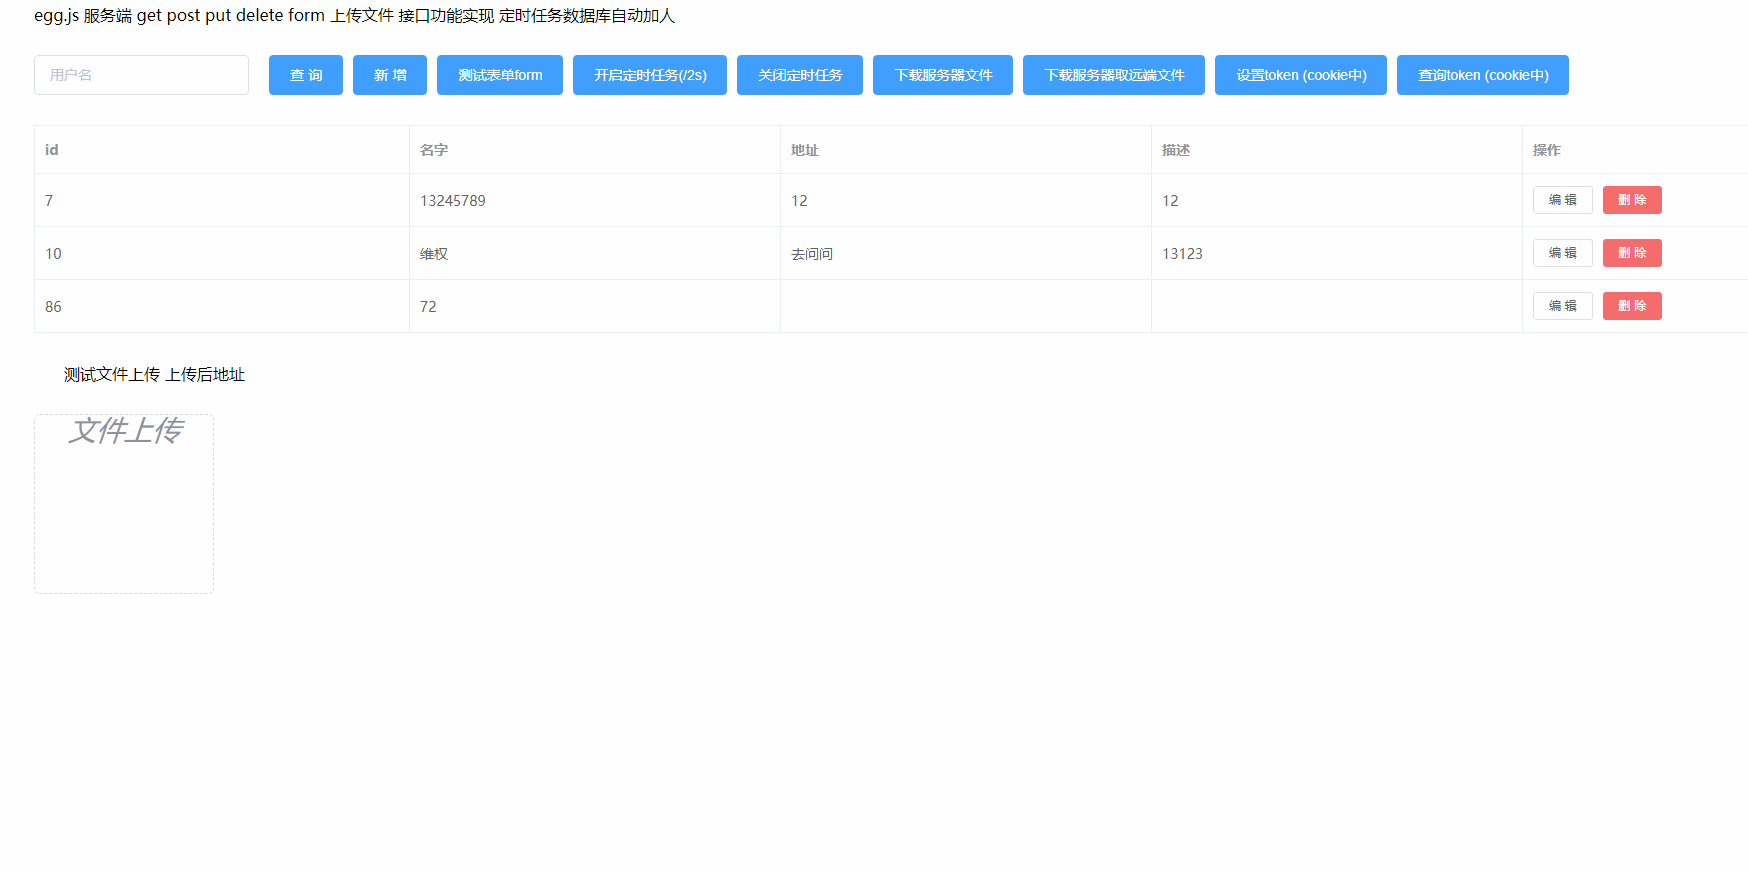 egg.js 服务端 get post put delete form 上传文件 接口功能实现 定时任务数据库自动加人
用户名 查 询 新 增 测试表单form 开启定时任务(/2s) 关闭定时任务 下载服务器文件 下载服务器取远端文件 设置token (cookie中) 查询token (cookie中)
id 名字 地址 描述 操作
7 13245789 12 12 编 辑 删 除
10 维权 去问问 13123 编 辑 删 除
86 72 编 辑 删 除
测试文件上传 上传后地址
文件上传